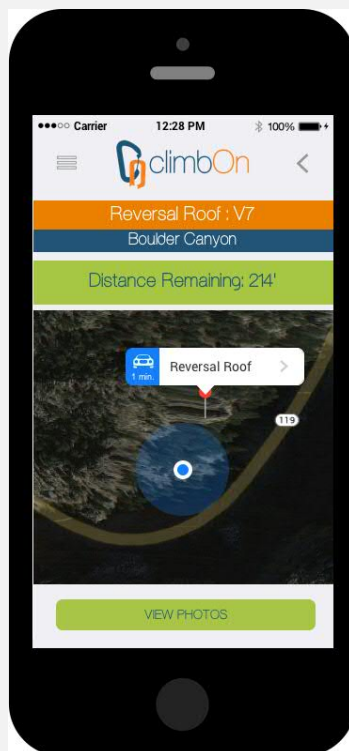 Carrier 12:28 PM 100%
climbOn
Reversal Roof : V7
Boulder Canyon
Distance Remaining: 214'
1 min. Reversal Roof
119
VIEW PHOTOS